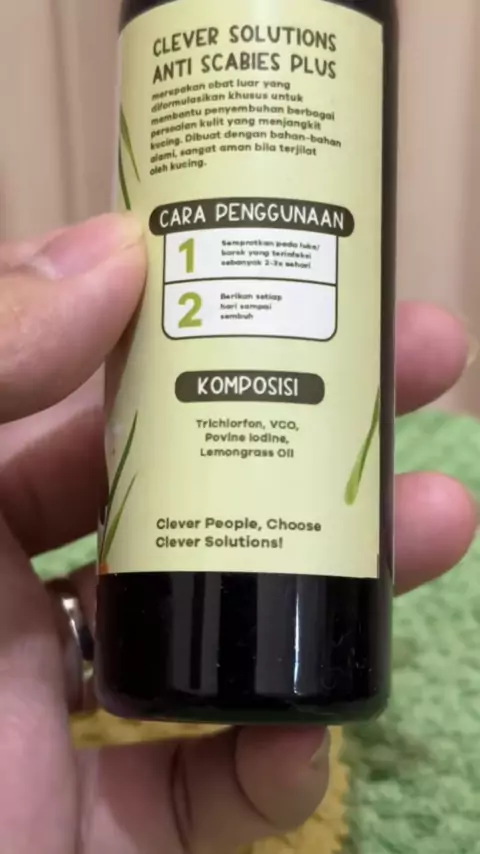 CLEVER SOLUTIONS
ANTI SCABIES PLUS
merupakan obat luar yang
diformulasikan khusus untuk
membantu penyembuhan berbagai
persoalan kulit yang menjangkit
kucing. Dibuat dengan bahan-bahan
alami, sangat aman bila terjilat
oleh kucing.
CARA PENGGUNAAN
1
Semprotkan pada luka/
borok yang terinfeksi
sebanyak 2-3x sehari
2
Berikan setiap
hari sampai
sembuh
KOMPOSISI
Trichlorfon, VCO,
Povine Iodine,
Lemongrass Oil
Clever People, Choose
Clever Solutions!